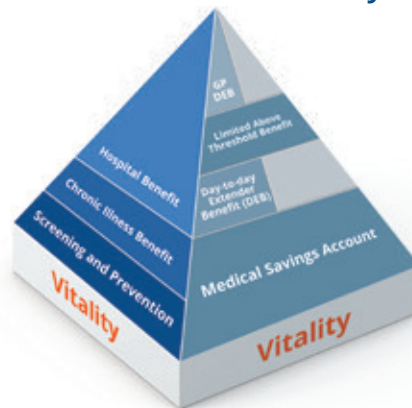 Hospital Benefit
Chronic Illness Benefit
Screening and Prevention
Vitality
GP
DEB
Limited Above
Threshold Benefit
Day-to-day
Extender
Benefit (DEB)
Medical Savings Account
Vitality